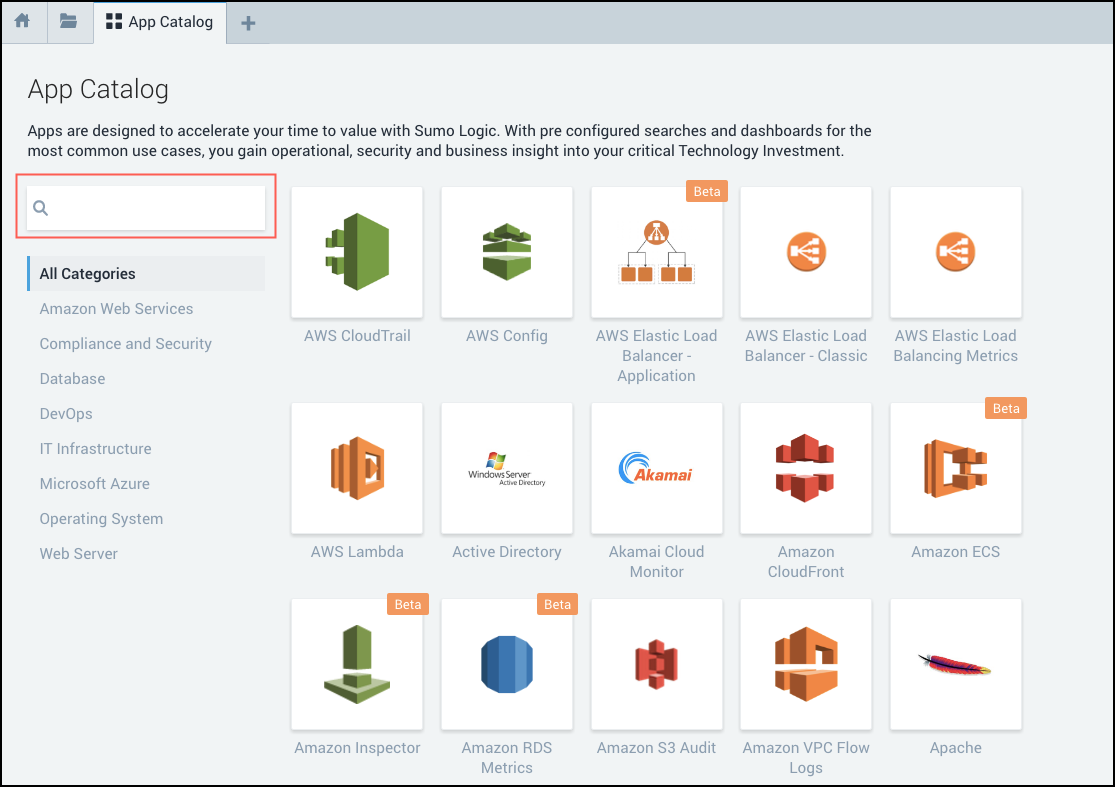 App Catalog
App Catalog
Apps are designed to accelerate your time to value with Sumo Logic. With pre configured searches and dashboards for the
most common use cases, you gain operational, security and business insight into your critical Technology Investment.
All Categories
Amazon Web Services
Compliance and Security
Database
DevOps
IT Infrastructure
Microsoft Azure
Operating System
Web Server
AWS CloudTrail
AWS Config
Beta
AWS Elastic Load
Balancer -
Application
AWS Elastic Load
Balancer - Classic
AWS Elastic Load
Balancing Metrics
AWS Lambda
Windows Server
Active Directory
Active Directory
Akamai
Akamai Cloud
Monitor
Amazon
CloudFront
Beta
Amazon ECS
Beta
Amazon Inspector
Beta
Amazon RDS
Metrics
Amazon S3 Audit
Amazon VPC Flow
Logs
Apache